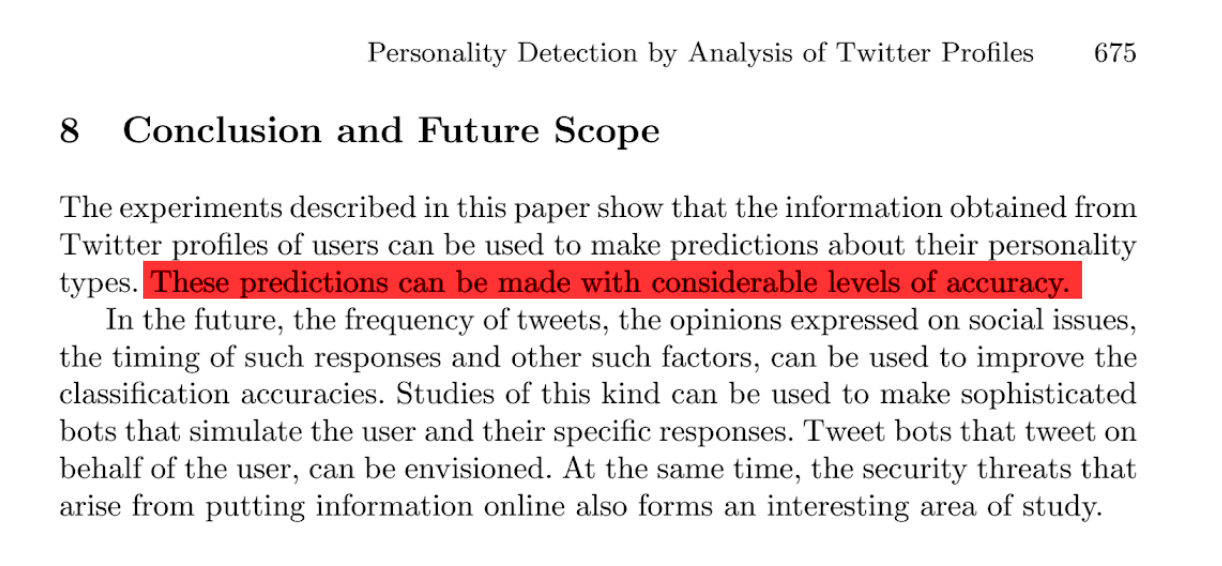 Personality Detection by Analysis of Twitter Profiles 675
8 Conclusion and Future Scope
The experiments described in this paper show that the information obtained from
Twitter profiles of users can be used to make predictions about their personality
types. These predictions can be made with considerable levels of accuracy.
In the future, the frequency of tweets, the opinions expressed on social issues,
the timing of such responses and other such factors, can be used to improve the
classification accuracies. Studies of this kind can be used to make sophisticated
bots that simulate the user and their specific responses. Tweet bots that tweet on
behalf of the user, can be envisioned. At the same time, the security threats that
arise from putting information online also forms an interesting area of study.